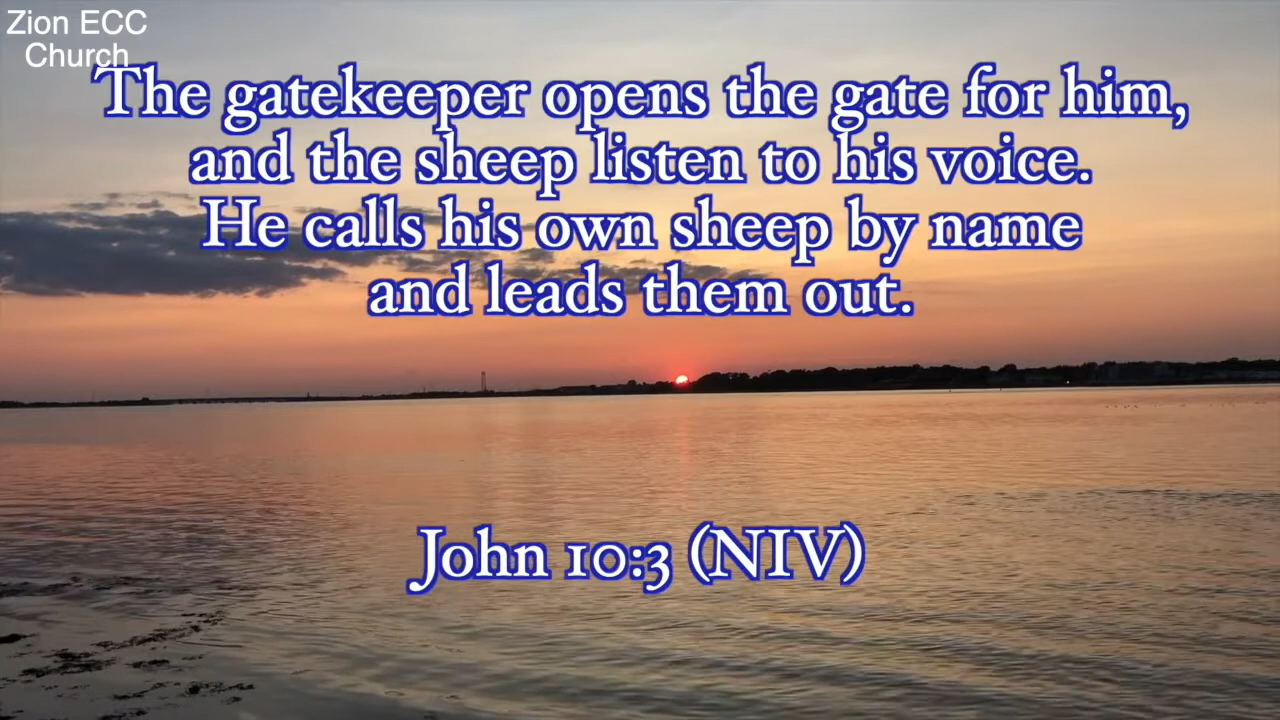 Zion ECC
Church
The gatekeeper opens the gate for him,
and the sheep listen to his voice.
He calls his own sheep by name
and leads them out.
John 10:3 (NIV)